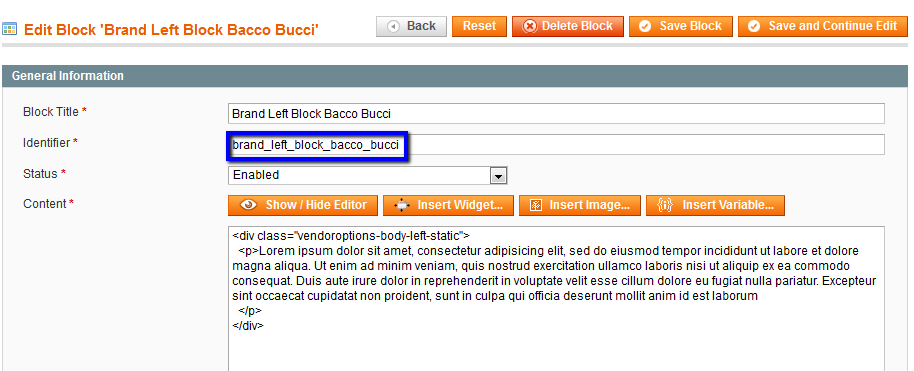 Edit Block 'Brand Left Block Bacco Bucci'
Back
Reset
Delete Block
Save Block
Save and Continue Edit
General Information
Block Title *
Brand Left Block Bacco Bucci
Identifier *
brand_left_block_bacco_bucci
Status *
Enabled
Content *
Show / Hide Editor
Insert Widget...
Insert Image...
Insert Variable...
<div class="vendoroptions-body-left-static">
<p>Lorem ipsum dolor sit amet, consectetur adipisicing elit, sed do eiusmod tempor incididunt ut labore et dolore
magna aliqua. Ut enim ad minim veniam, quis nostrud exercitation ullamco laboris nisi ut aliquip ex ea commodo
consequat. Duis aute irure dolor in reprehenderit in voluptate velit esse cillum dolore eu fugiat nulla pariatur. Excepteur
sint occaecat cupidatat non proident, sunt in culpa qui officia deserunt mollit anim id est laborum
</p>
</div>